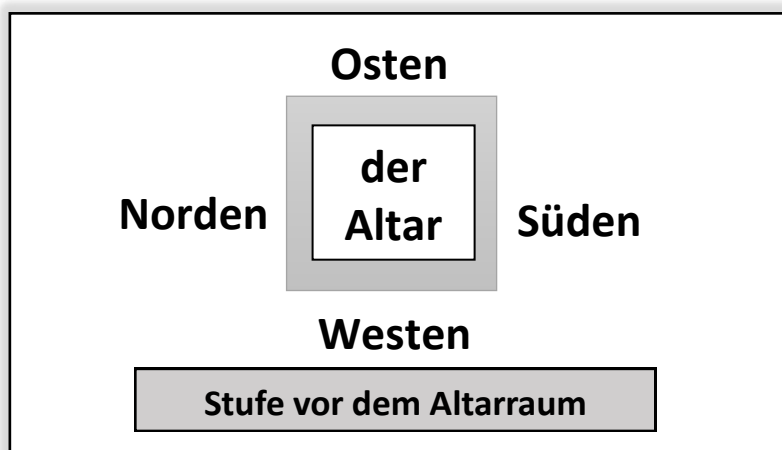 Osten
der
Altar
Norden
Süden
Westen
Stufe vor dem Altarraum